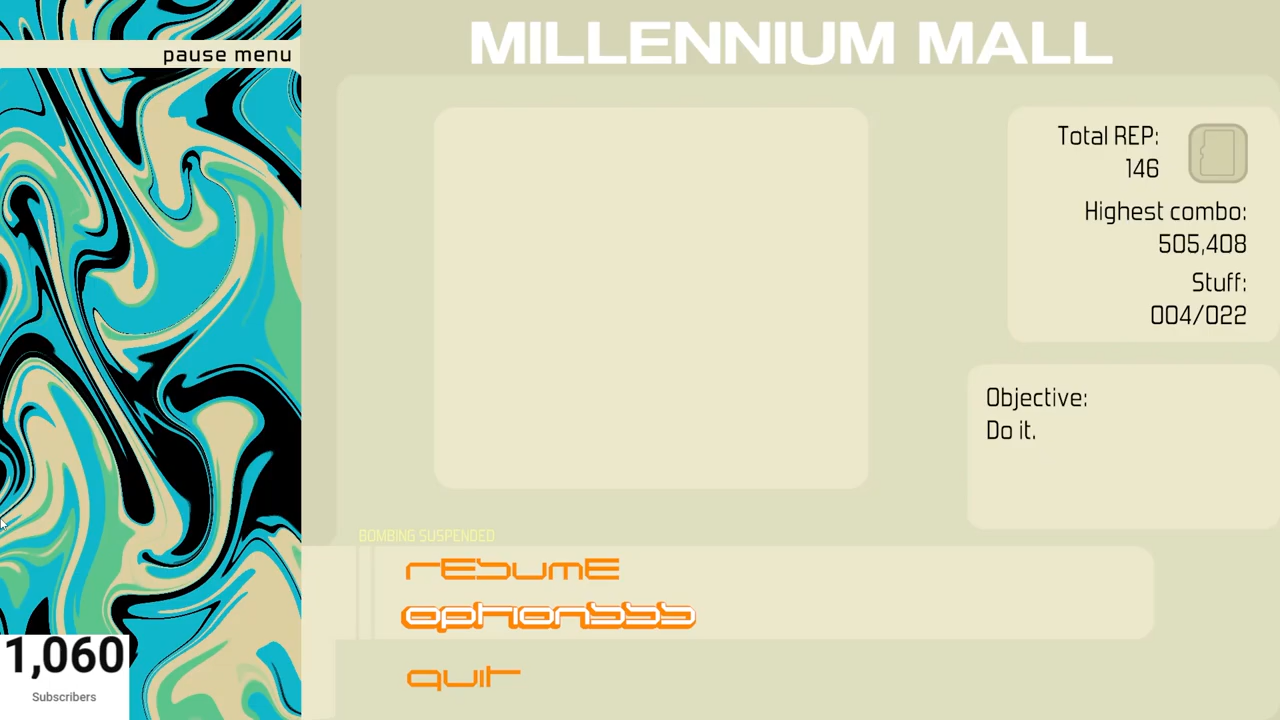 pause menu
MILLENNIUM MALL
Total REP:
146
Highest combo:
505,408
Stuff:
004/022
Objective:
Do it.
BOMBING SUSPENDED
rEsumE
optionsss
quit
1,060
Subscribers